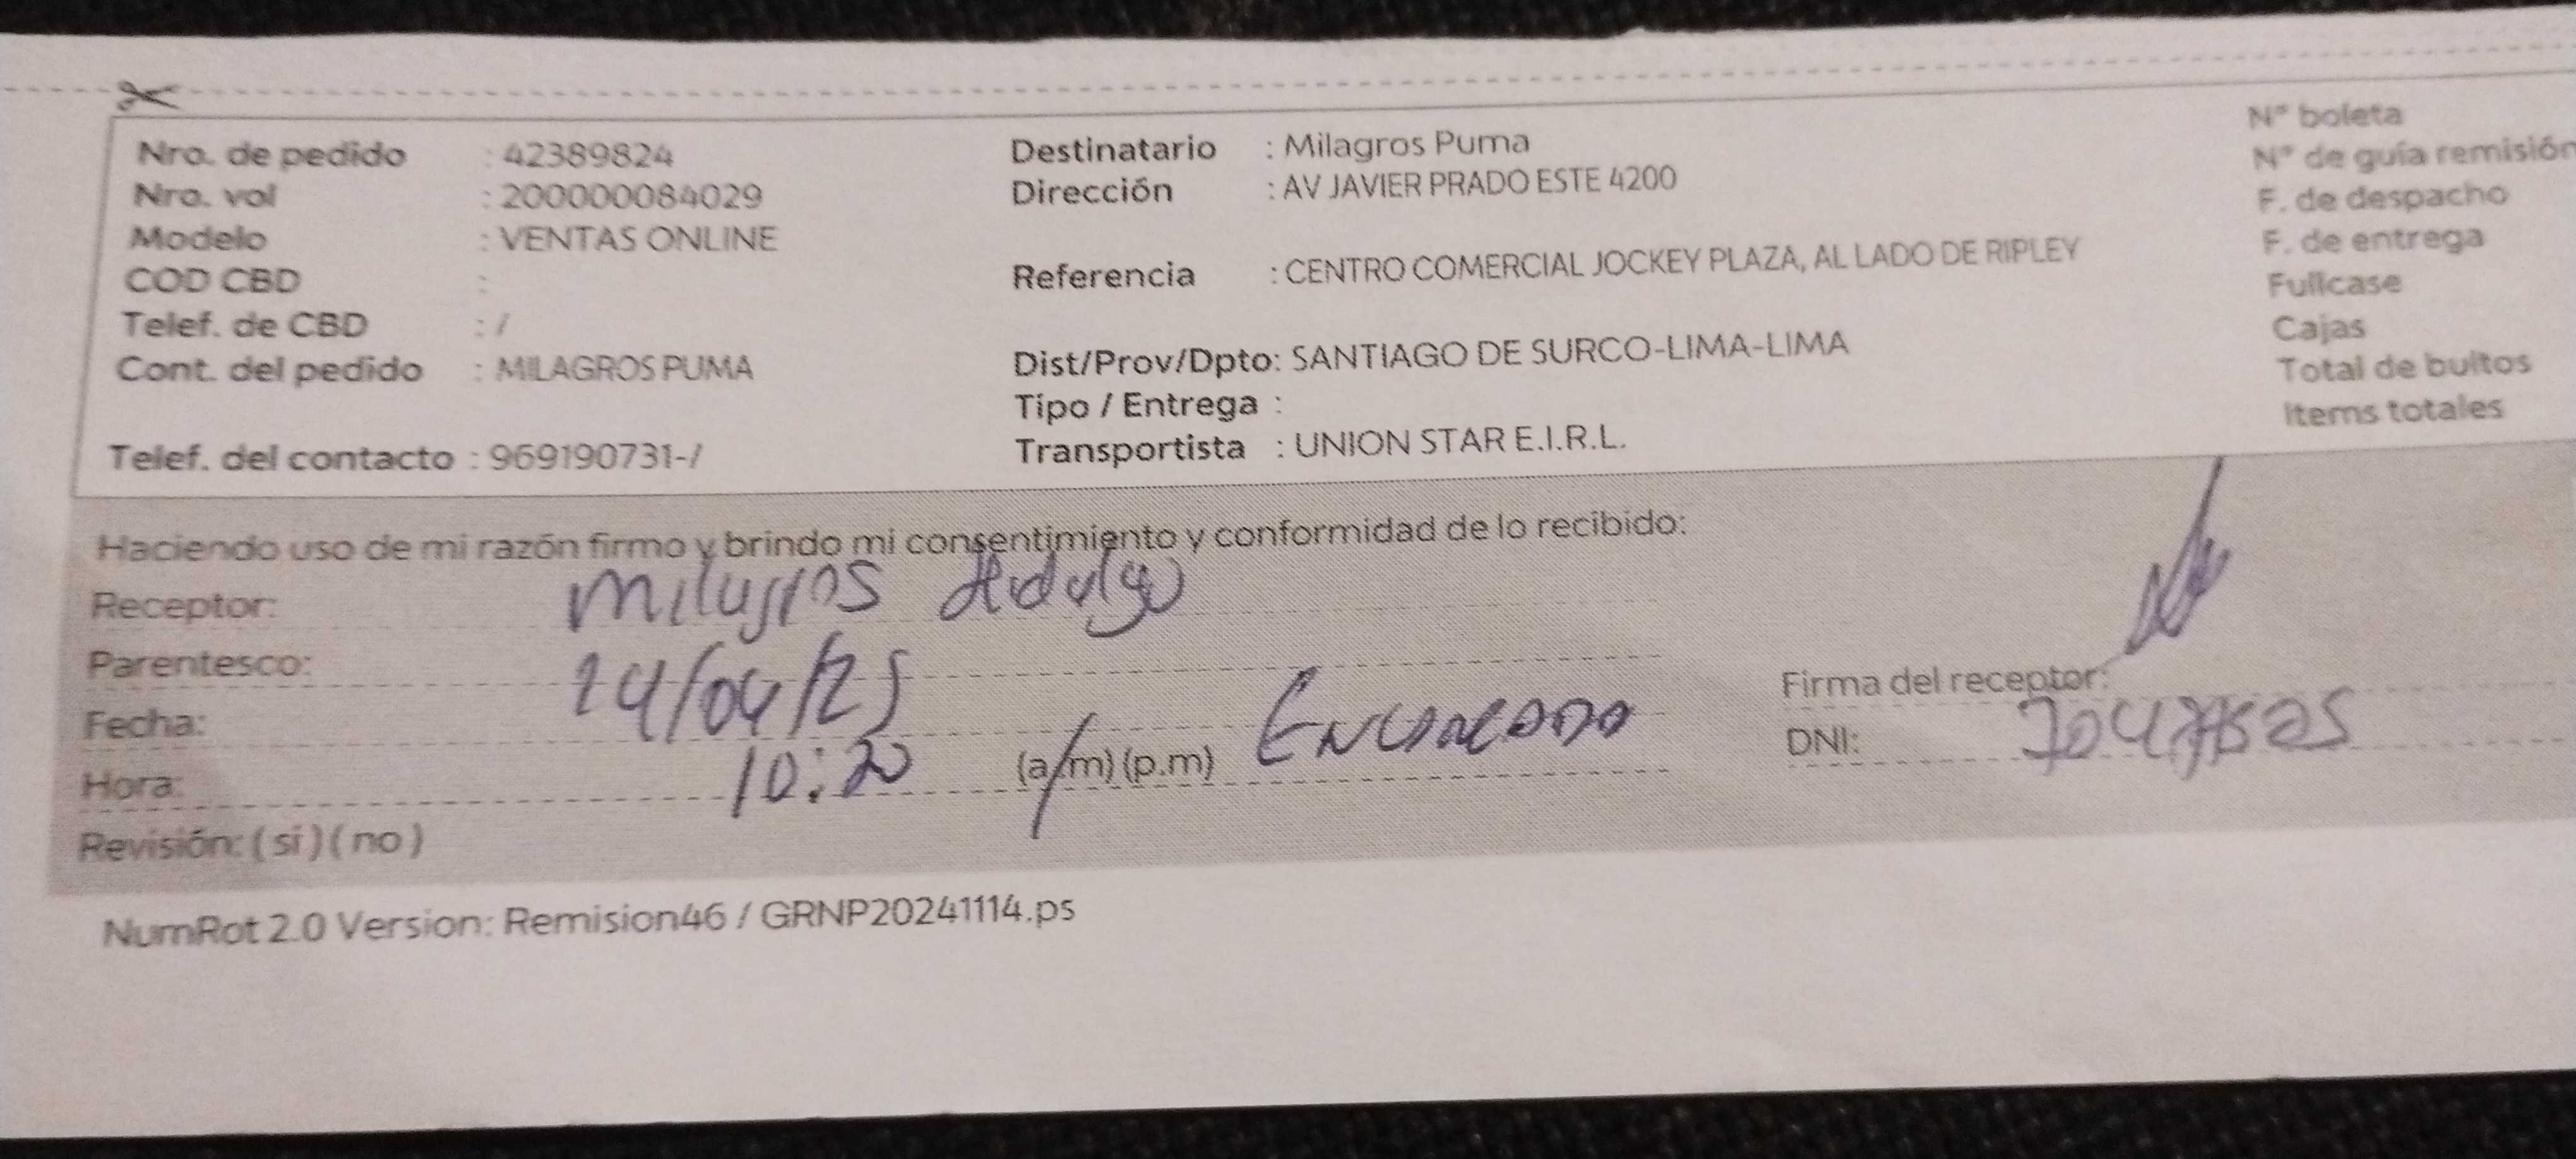 Nro. de pedido : 42389824
Nro. vol : 200000084029
Modelo : VENTAS ONLINE
COD CBD :
Telef. de CBD : /
Cont. del pedido : MILAGROS PUMA
Telef. del contacto : 969190731-/
Destinatario : Milagros Puma
Dirección : AV JAVIER PRADO ESTE 4200
Referencia : CENTRO COMERCIAL JOCKEY PLAZA, AL LADO DE RIPLEY
Dist/Prov/Dpto: SANTIAGO DE SURCO-LIMA-LIMA
Tipo / Entrega :
Transportista : UNION STAR E.I.R.L.
N° boleta
N° de guía remisión
F. de despacho
F. de entrega
Fullcase
Cajas
Total de bultos
Items totales
Haciendo uso de mi razón firmo y brindo mi consentimiento y conformidad de lo recibido:
Receptor: Milagros
Parentesco:
Fecha: 24/04/25
Hora: 10:20 (a.m) (p.m)
Revisión: ( si ) ( no )
Firma del receptor:
DNI:
NumRot 2.0 Version: Remision46 / GRNP20241114.ps